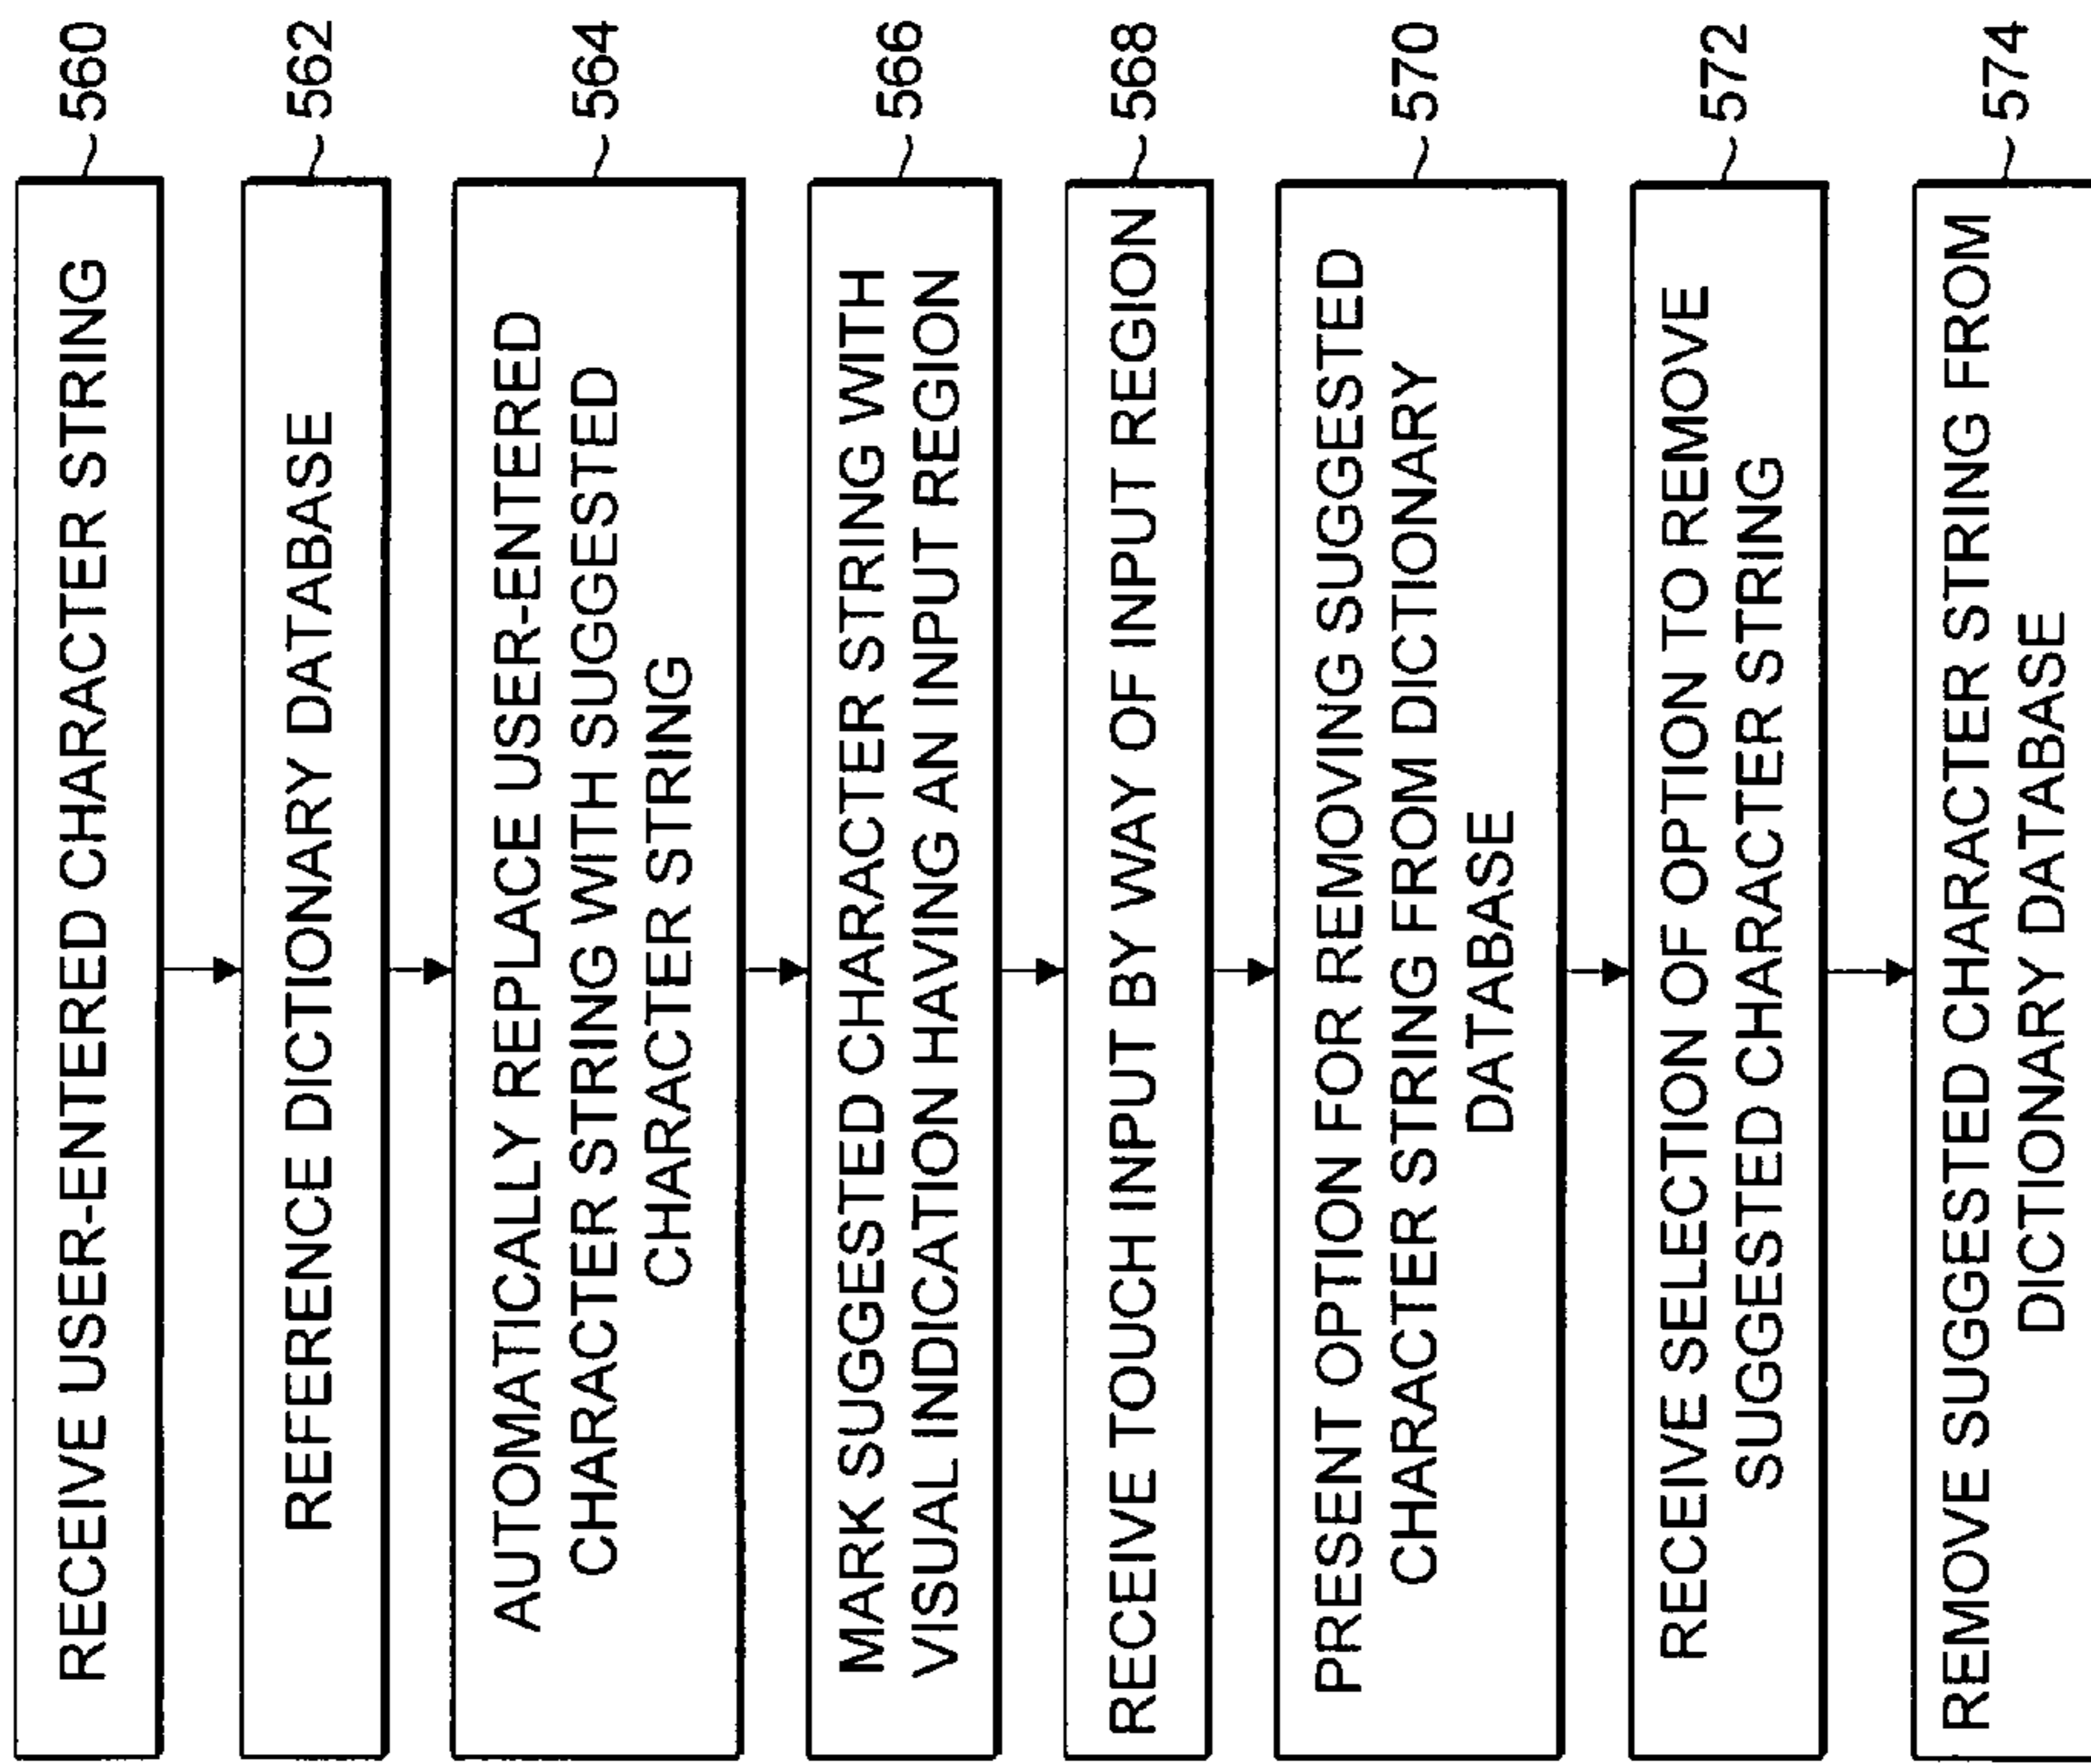 RECEIVE USER-ENTERED CHARACTER STRING
560
REFERENCE DICTIONARY DATABASE
562
AUTOMATICALLY REPLACE USER-ENTERED
CHARACTER STRING WITH SUGGESTED
CHARACTER STRING
564
MARK SUGGESTED CHARACTER STRING WITH
VISUAL INDICATION HAVING AN INPUT REGION
566
RECEIVE TOUCH INPUT BY WAY OF INPUT REGION
568
PRESENT OPTION FOR REMOVING SUGGESTED
CHARACTER STRING FROM DICTIONARY
DATABASE
570
RECEIVE SELECTION OF OPTION TO REMOVE
SUGGESTED CHARACTER STRING
572
REMOVE SUGGESTED CHARACTER STRING FROM
DICTIONARY DATABASE
574